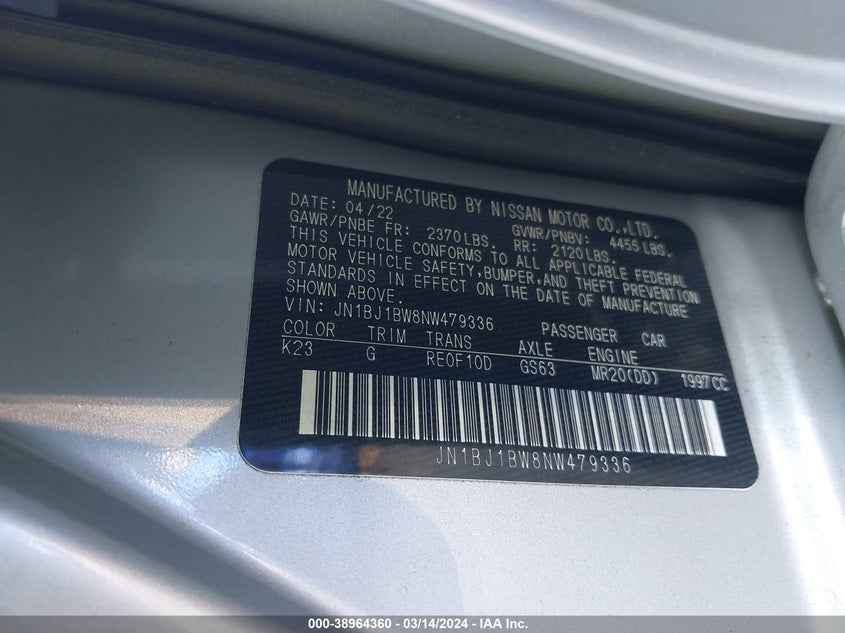 MANUFACTURED BY NISSAN MOTOR CO.,LTD.
DATE: 04/22 GVWR/PNBV: 4455 LBS.
GAWR/PNBE FR: 2370LBS. RR: 2120LBS.
THIS VEHICLE CONFORMS TO ALL APPLICABLE FEDERAL
MOTOR VEHICLE SAFETY,BUMPER,AND THEFT PREVENTION
STANDARDS IN EFFECT ON THE DATE OF MANUFACTURE
SHOWN ABOVE.
VIN: JN1BJ1BW8NW479336 PASSENGER CAR
COLOR TRIM TRANS AXLE ENGINE
K23 G RE0F10D GS63 MR20(DD) 1997CC
JN1BJ1BW8NW479336
000-38964360 - 03/14/2024 - IAA Inc.